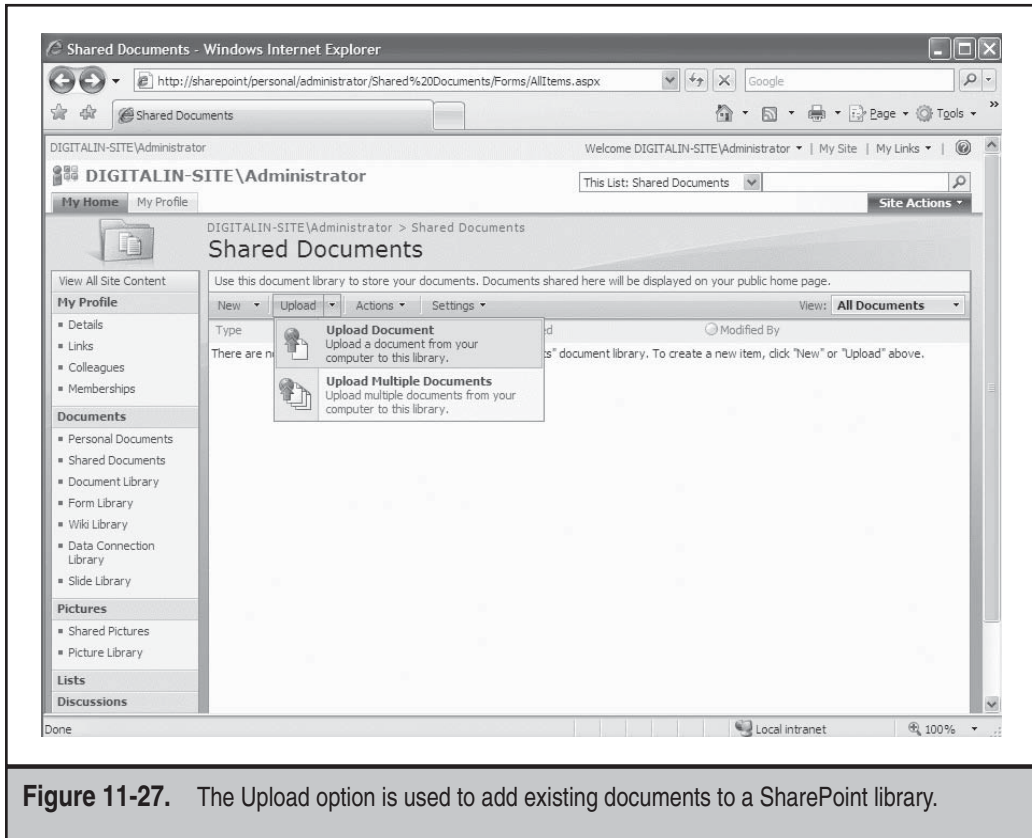 Shared Documents - Windows Internet Explorer
http://sharepoint/personal/administrator/Shared%20Documents/Forms/AllItems.aspx
Google
Shared Documents
Page
Tools
DIGITALIN-SITE\Administrator
Welcome DIGITALIN-SITE\Administrator | My Site | My Links |
DIGITALIN-SITE\Administrator
This List: Shared Documents
My Home
My Profile
Site Actions
DIGITALIN-SITE\Administrator > Shared Documents
Shared Documents
View All Site Content
Use this document library to store your documents. Documents shared here will be displayed on your public home page.
My Profile
New
Upload
Actions
Settings
View: All Documents
Details
Links
Colleagues
Memberships
Type
Modified By
There are
document library. To create a new item, click "New" or "Upload" above.
Upload Document
Upload a document from your
computer to this library.
Upload Multiple Documents
Upload multiple documents from your
computer to this library.
Documents
Personal Documents
Shared Documents
Document Library
Form Library
Wiki Library
Data Connection
Library
Slide Library
Pictures
Shared Pictures
Picture Library
Lists
Discussions
Done
Local intranet
100%
Figure 11-27. The Upload option is used to add existing documents to a SharePoint library.